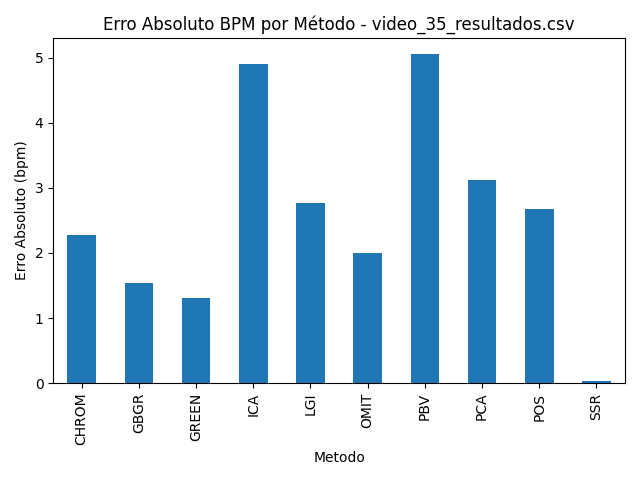 Erro Absoluto BPM por Método - video_35_resultados.csv
Erro Absoluto (bpm)
5
4
3
2
1
0
CHROM
GBGR
GREEN
ICA
LGI
OMIT
PBV
PCA
POS
SSR
Metodo